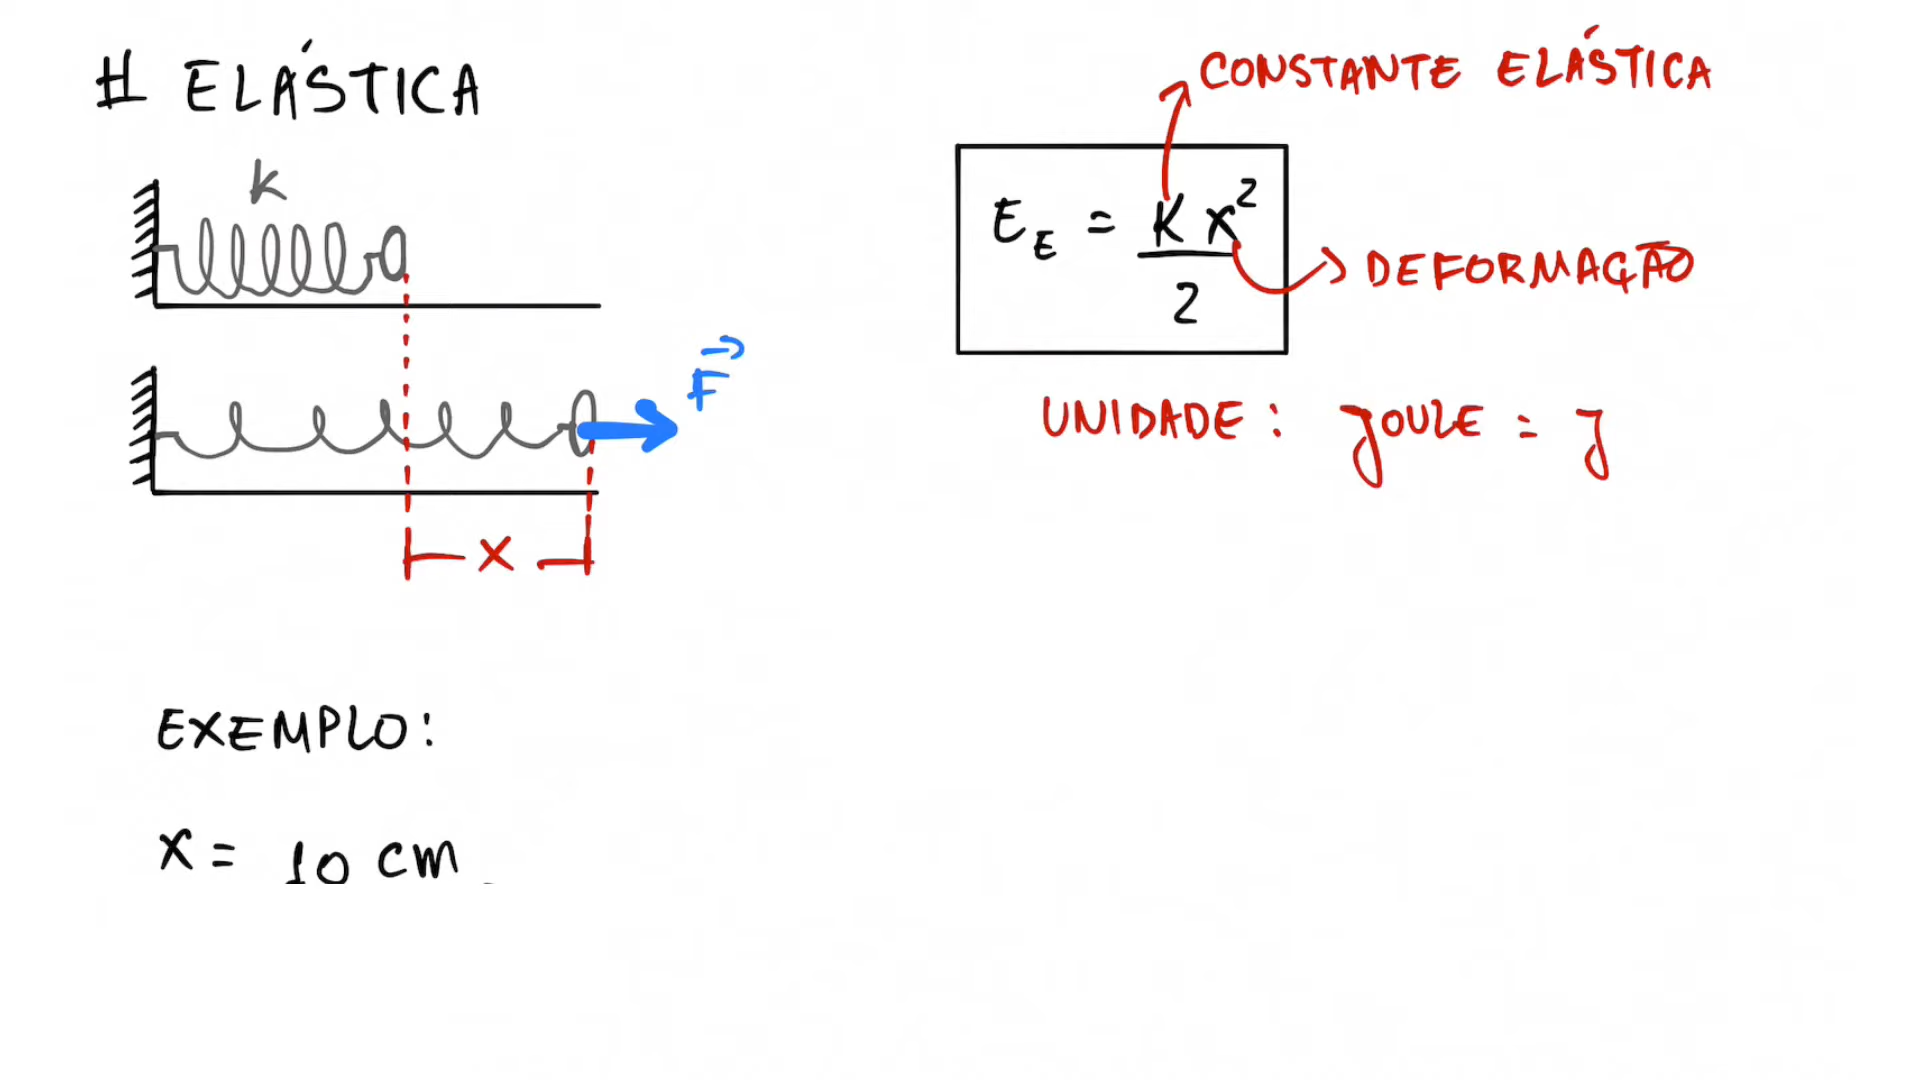 # ELÁSTICA
K
F
X
CONSTANTE ELÁSTICA
E_E = K x² / 2
DEFORMAÇÃO
UNIDADE: JOULE = J
EXEMPLO:
X = 10 cm